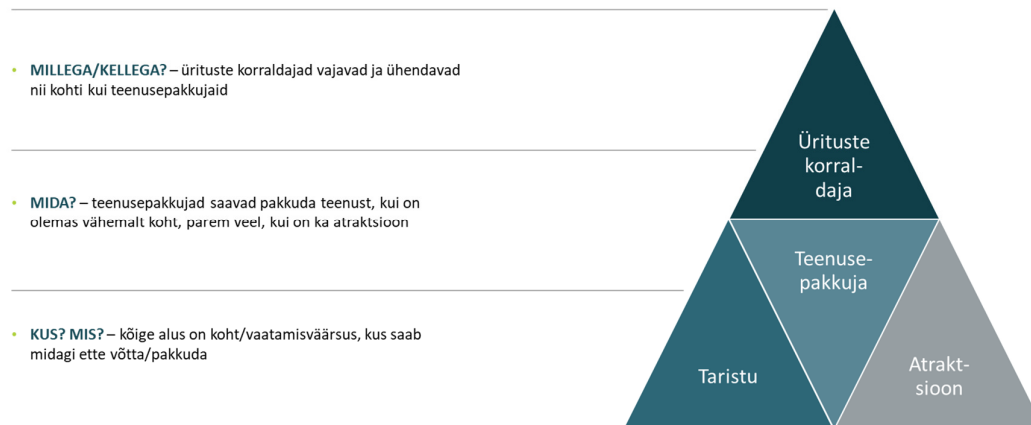 • MILLEGA/KELLEGA? – ürituste korraldajad vajavad ja ühendavad
nii kohti kui teenusepakkujaid
• MIDA? – teenusepakkujad saavad pakkuda teenust, kui on
olemas vähemalt koht, parem veel, kui on ka atraktsioon
• KUS? MIS? – kõige alus on koht/vaatamisväärsus, kus saab
midagi ette võtta/pakkuda
Ürituste
korral-
daja
Teenuse-
pakkuja
Taristu
Atrakt-
sioon